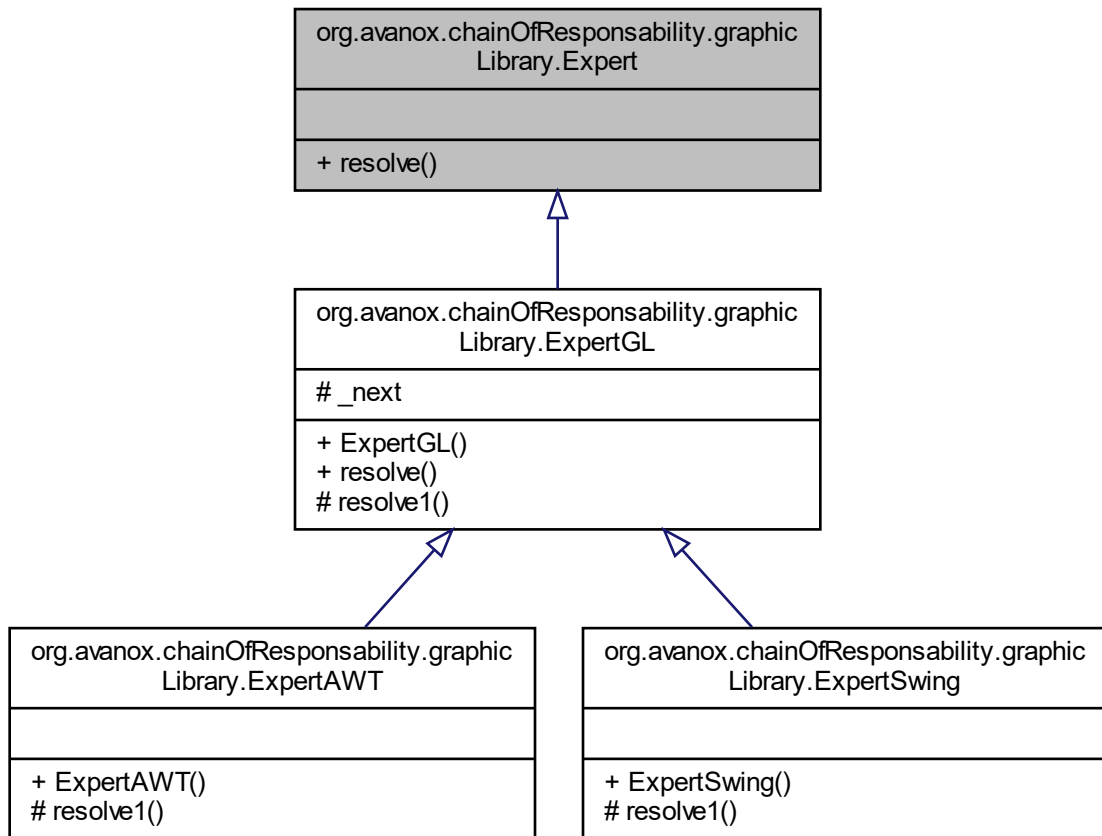 org.avanox.chainOfResponsability.graphic
Library.Expert
+ resolve()
org.avanox.chainOfResponsability.graphic
Library.ExpertGL
# _next
+ ExpertGL()
+ resolve()
# resolve1()
org.avanox.chainOfResponsability.graphic
Library.ExpertAWT
+ ExpertAWT()
# resolve1()
org.avanox.chainOfResponsability.graphic
Library.ExpertSwing
+ ExpertSwing()
# resolve1()